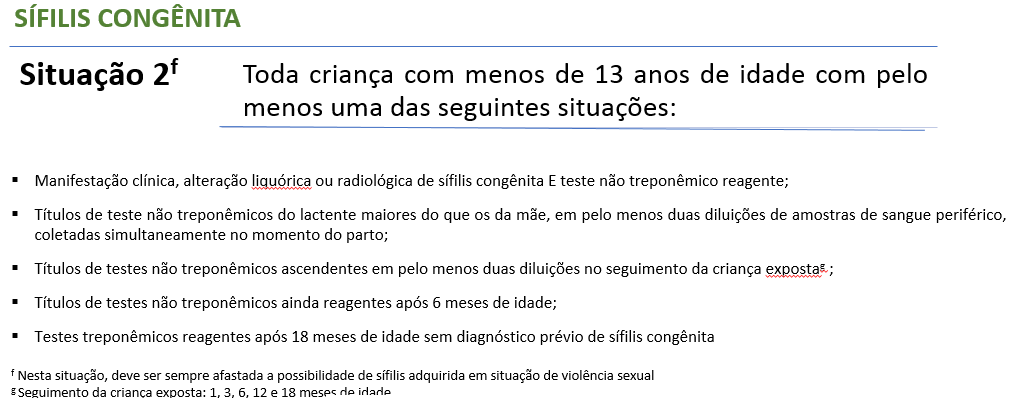 SÍFILIS CONGÊNITA
Situação 2f
Toda criança com menos de 13 anos de idade com pelo
menos uma das seguintes situações:
▪ Manifestação clínica, alteração liquórica ou radiológica de sífilis congênita E teste não treponêmico reagente;
▪ Títulos de teste não treponêmicos do lactente maiores do que os da mãe, em pelo menos duas diluições de amostras de sangue periférico,
coletadas simultaneamente no momento do parto;
▪ Títulos de testes não treponêmicos ascendentes em pelo menos duas diluições no seguimento da criança expostag ;
▪ Títulos de testes não treponêmicos ainda reagentes após 6 meses de idade;
▪ Testes treponêmicos reagentes após 18 meses de idade sem diagnóstico prévio de sífilis congênita
f Nesta situação, deve ser sempre afastada a possibilidade de sífilis adquirida em situação de violência sexual
g Seguimento da criança exposta: 1, 3, 6, 12 e 18 meses de idade